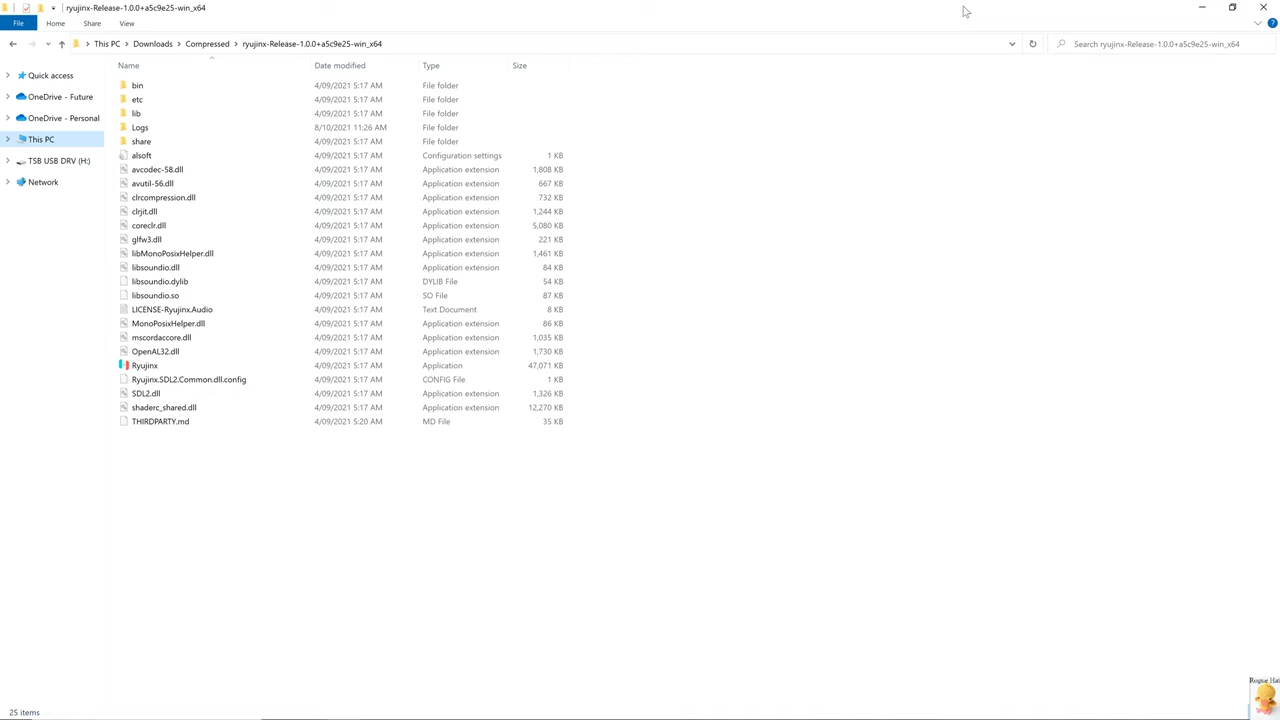 ryujinx-Release-1.0.0+a5c9e25-win_x64
File Home Share View
This PC Downloads Compressed ryujinx-Release-1.0.0+a5c9e25-win_x64 Search ryujinx-Release-1.0.0+a5c9e25-win_x64
Name Date modified Type Size
Quick access
OneDrive - Future
OneDrive - Personal
This PC
TSB USB DRV (H:)
Network
bin 4/09/2021 5:17 AM File folder
etc 4/09/2021 5:17 AM File folder
lib 4/09/2021 5:17 AM File folder
Logs 8/10/2021 11:26 AM File folder
share 4/09/2021 5:17 AM File folder
alsoft 4/09/2021 5:17 AM Configuration settings 1 KB
avcodec-58.dll 4/09/2021 5:17 AM Application extension 1,808 KB
avutil-56.dll 4/09/2021 5:17 AM Application extension 667 KB
clrcompression.dll 4/09/2021 5:17 AM Application extension 732 KB
clrjit.dll 4/09/2021 5:17 AM Application extension 1,244 KB
coreclr.dll 4/09/2021 5:17 AM Application extension 5,080 KB
glfw3.dll 4/09/2021 5:17 AM Application extension 221 KB
libMonoPosixHelper.dll 4/09/2021 5:17 AM Application extension 1,461 KB
libsoundio.dll 4/09/2021 5:17 AM Application extension 84 KB
libsoundio.dylib 4/09/2021 5:17 AM DYLIB File 54 KB
libsoundio.so 4/09/2021 5:17 AM SO File 87 KB
LICENSE-Ryujinx.Audio 4/09/2021 5:17 AM Text Document 8 KB
MonoPosixHelper.dll 4/09/2021 5:17 AM Application extension 86 KB
mscordaccore.dll 4/09/2021 5:17 AM Application extension 1,035 KB
OpenAL32.dll 4/09/2021 5:17 AM Application extension 1,730 KB
Ryujinx 4/09/2021 5:17 AM Application 47,071 KB
Ryujinx.SDL2.Common.dll.config 4/09/2021 5:17 AM CONFIG File 1 KB
SDL2.dll 4/09/2021 5:17 AM Application extension 1,326 KB
shaderc_shared.dll 4/09/2021 5:17 AM Application extension 12,270 KB
THIRDPARTY.md 4/09/2021 5:20 AM MD File 35 KB
Rogue Hat
25 items